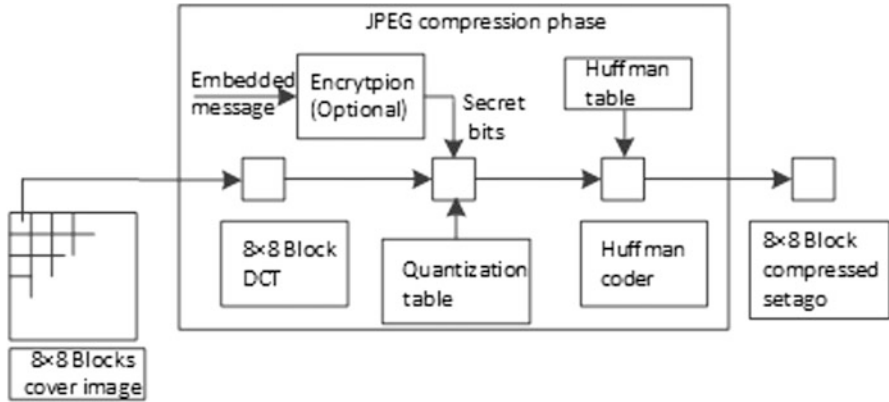 JPEG compression phase
Embedded
message
Encrytpion
(Optional)
Secret
bits
Huffman
table
8×8 Block
DCT
Quantization
table
Huffman
coder
8×8 Block
compressed
setago
8×8 Blocks
cover image